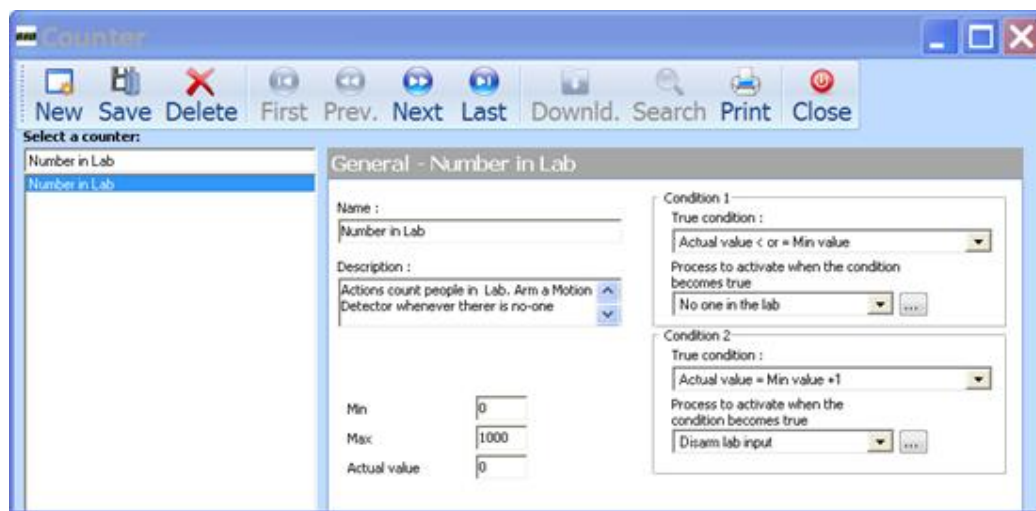 Counter
New Save Delete First Prev. Next Last Downld. Search Print Close
Select a counter:
Number in Lab
Number in Lab
General - Number in Lab
Name :
Number in Lab
Description :
Actions count people in Lab. Arm a Motion
Detector whenever therer is no-one
Min 0
Max 1000
Actual value 0
Condition 1
True condition :
Actual value < or = Min value
Process to activate when the condition
becomes true
No one in the lab
...
Condition 2
True condition :
Actual value = Min value +1
Process to activate when the
condition becomes true
Disarm lab input
...